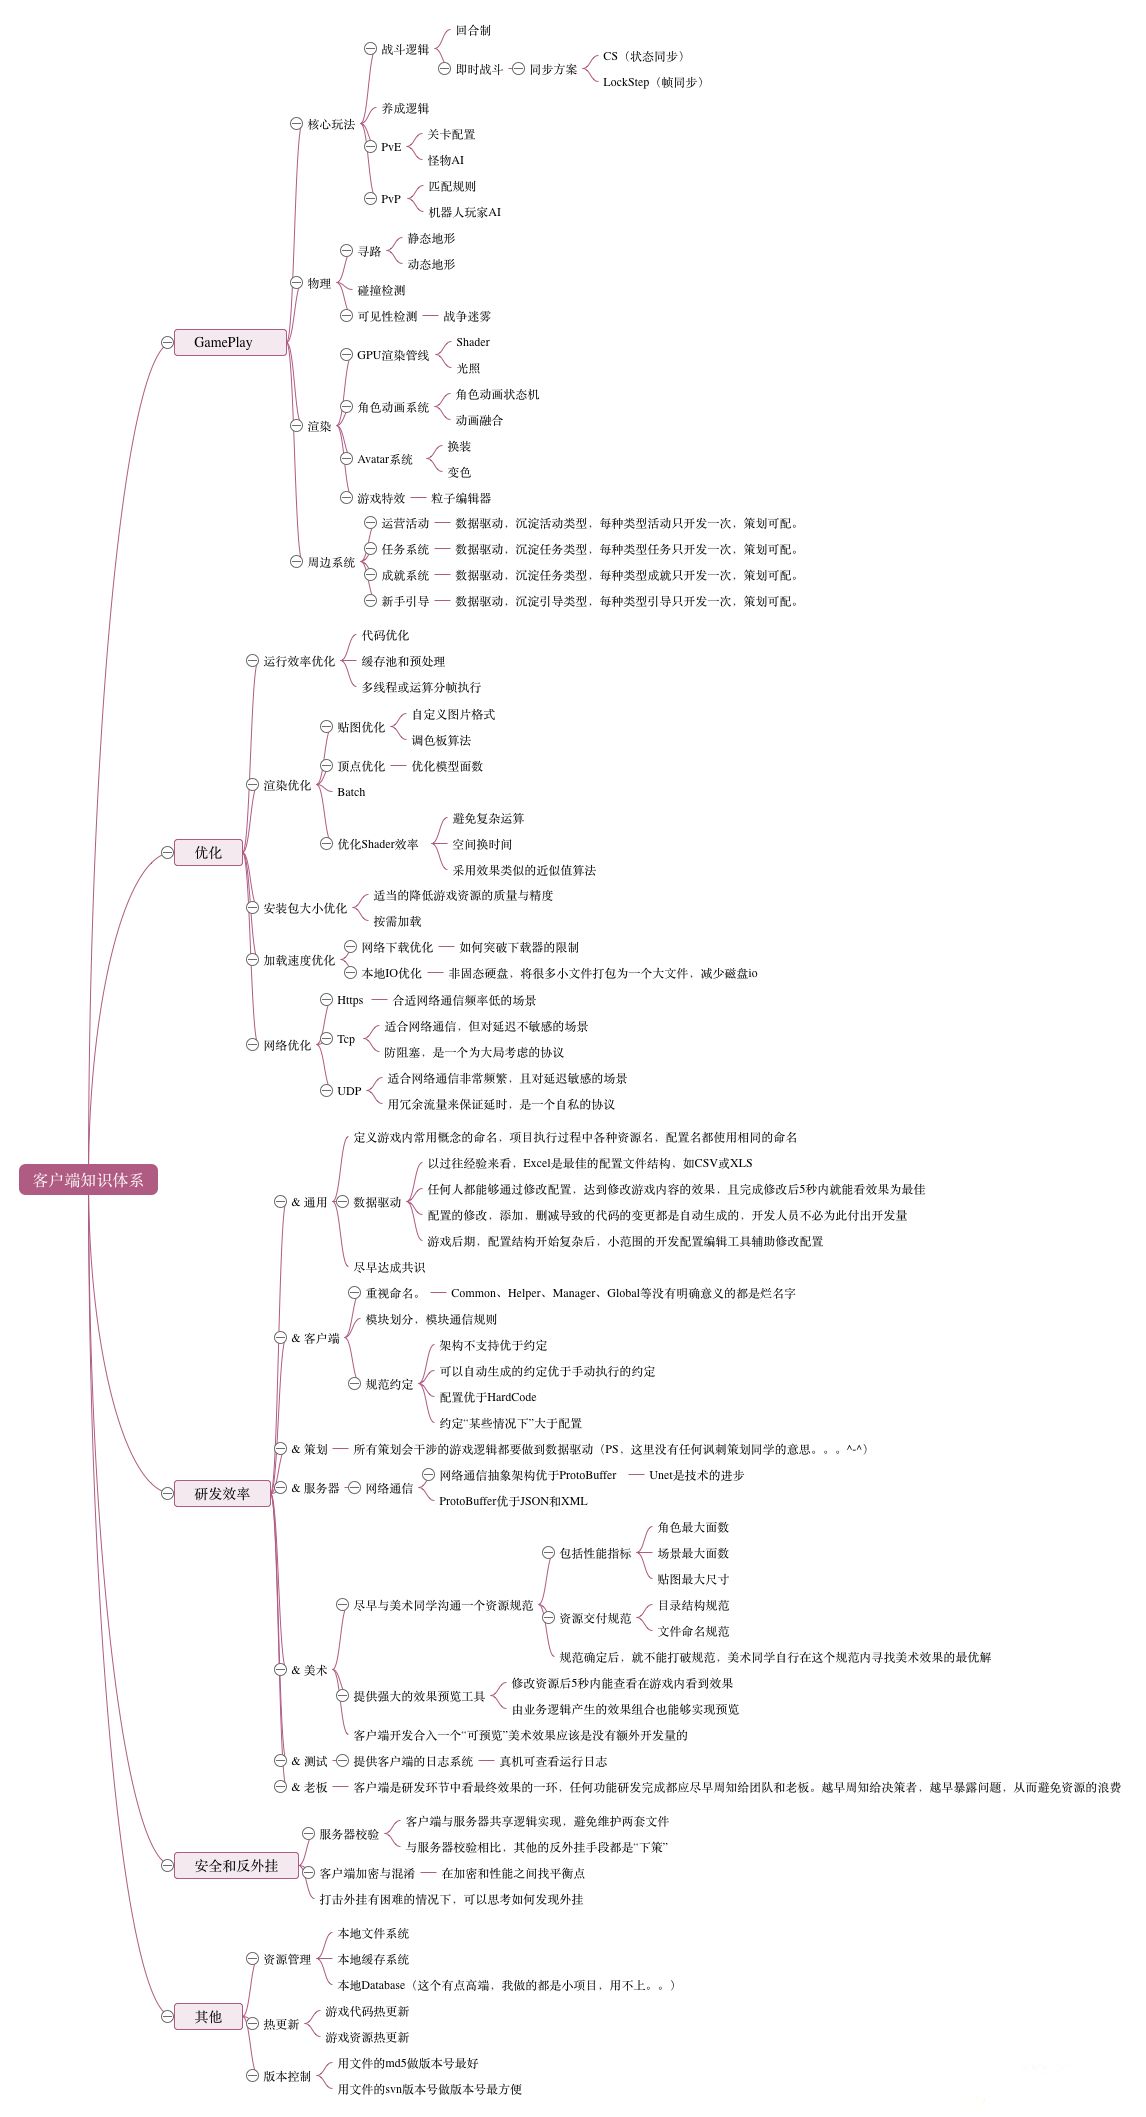 客户端知识体系
GamePlay
核心玩法
战斗逻辑
回合制
即时战斗
同步方案
CS（状态同步）
LockStep（帧同步）
养成逻辑
PvE
关卡配置
怪物AI
PvP
匹配规则
机器人玩家AI
物理
寻路
静态地形
动态地形
碰撞检测
可见性检测
战争迷雾
渲染
GPU渲染管线
Shader
光照
角色动画系统
角色动画状态机
动画融合
Avatar系统
换装
变色
游戏特效
粒子编辑器
周边系统
运营活动
数据驱动，沉淀活动类型，每种类型活动只开发一次，策划可配。
任务系统
数据驱动，沉淀任务类型，每种类型任务只开发一次，策划可配。
成就系统
数据驱动，沉淀任务类型，每种类型成就只开发一次，策划可配。
新手引导
数据驱动，沉淀引导类型，每种类型引导只开发一次，策划可配。
优化
运行效率优化
代码优化
缓存池和预处理
多线程或运算分帧执行
渲染优化
贴图优化
自定义图片格式
调色板算法
顶点优化
优化模型面数
Batch
优化Shader效率
避免复杂运算
空间换时间
采用效果类似的近似值算法
安装包大小优化
适当的降低游戏资源的质量与精度
按需加载
加载速度优化
网络下载优化
如何突破下载器的限制
本地IO优化
非固态硬盘，将很多小文件打包为一个大文件，减少磁盘io
网络优化
Https
合适网络通信频率低的场景
Tcp
适合网络通信，但对延迟不敏感的场景
防阻塞，是一个为大局考虑的协议
UDP
适合网络通信非常频繁，且对延迟敏感的场景
用冗余流量来保证延时，是一个自私的协议
研发效率
& 通用
定义游戏内常用概念的命名，项目执行过程中各种资源名，配置名都使用相同的命名
数据驱动
以过往经验来看，Excel是最佳的配置文件结构，如CSV或XLS
任何人都能够通过修改配置，达到修改游戏内容的效果，且完成修改后5秒内就能看效果为最佳
配置的修改，添加，删减导致的代码的变更都是自动生成的，开发人员不必为此付出开发量
游戏后期，配置结构开始复杂后，小范围的开发配置编辑工具辅助修改配置
尽早达成共识
& 客户端
重视命名。
Common、Helper、Manager、Global等没有明确意义的都是烂名字
模块划分，模块通信规则
规范约定
架构不支持优于约定
可以自动生成的约定优于手动执行的约定
配置优于HardCode
约定“某些情况下”大于配置
& 策划
所有策划会干涉的游戏逻辑都要做到数据驱动（PS，这里没有任何讽刺策划同学的意思。。。^-^）
& 服务器
网络通信
网络通信抽象架构优于ProtoBuffer
Unet是技术的进步
ProtoBuffer优于JSON和XML
& 美术
尽早与美术同学沟通一个资源规范
包括性能指标
角色最大面数
场景最大面数
贴图最大尺寸
资源交付规范
目录结构规范
文件命名规范
规范确定后，就不能打破规范，美术同学自行在这个规范内寻找美术效果的最优解
提供强大的效果预览工具
修改资源后5秒内能查看在游戏内看到效果
由业务逻辑产生的效果组合也能够实现预览
客户端开发合入一个“可预览”美术效果应该是没有额外开发量的
& 测试
提供客户端的日志系统
真机可查看运行日志
& 老板
客户端是研发环节中看最终效果的一环，任何功能研发完成都应尽早周知给团队和老板。越早周知给决策者，越早暴露问题，从而避免资源的浪费
安全和反外挂
服务器校验
客户端与服务器共享逻辑实现，避免维护两套文件
与服务器校验相比，其他的反外挂手段都是“下策”
客户端加密与混淆
在加密和性能之间找平衡点
打击外挂有困难的情况下，可以思考如何发现外挂
其他
资源管理
本地文件系统
本地缓存系统
本地Database（这个有点高端，我做的都是小项目，用不上。。）
热更新
游戏代码热更新
游戏资源热更新
版本控制
用文件的md5做版本号最好
用文件的svn版本号做版本号最方便